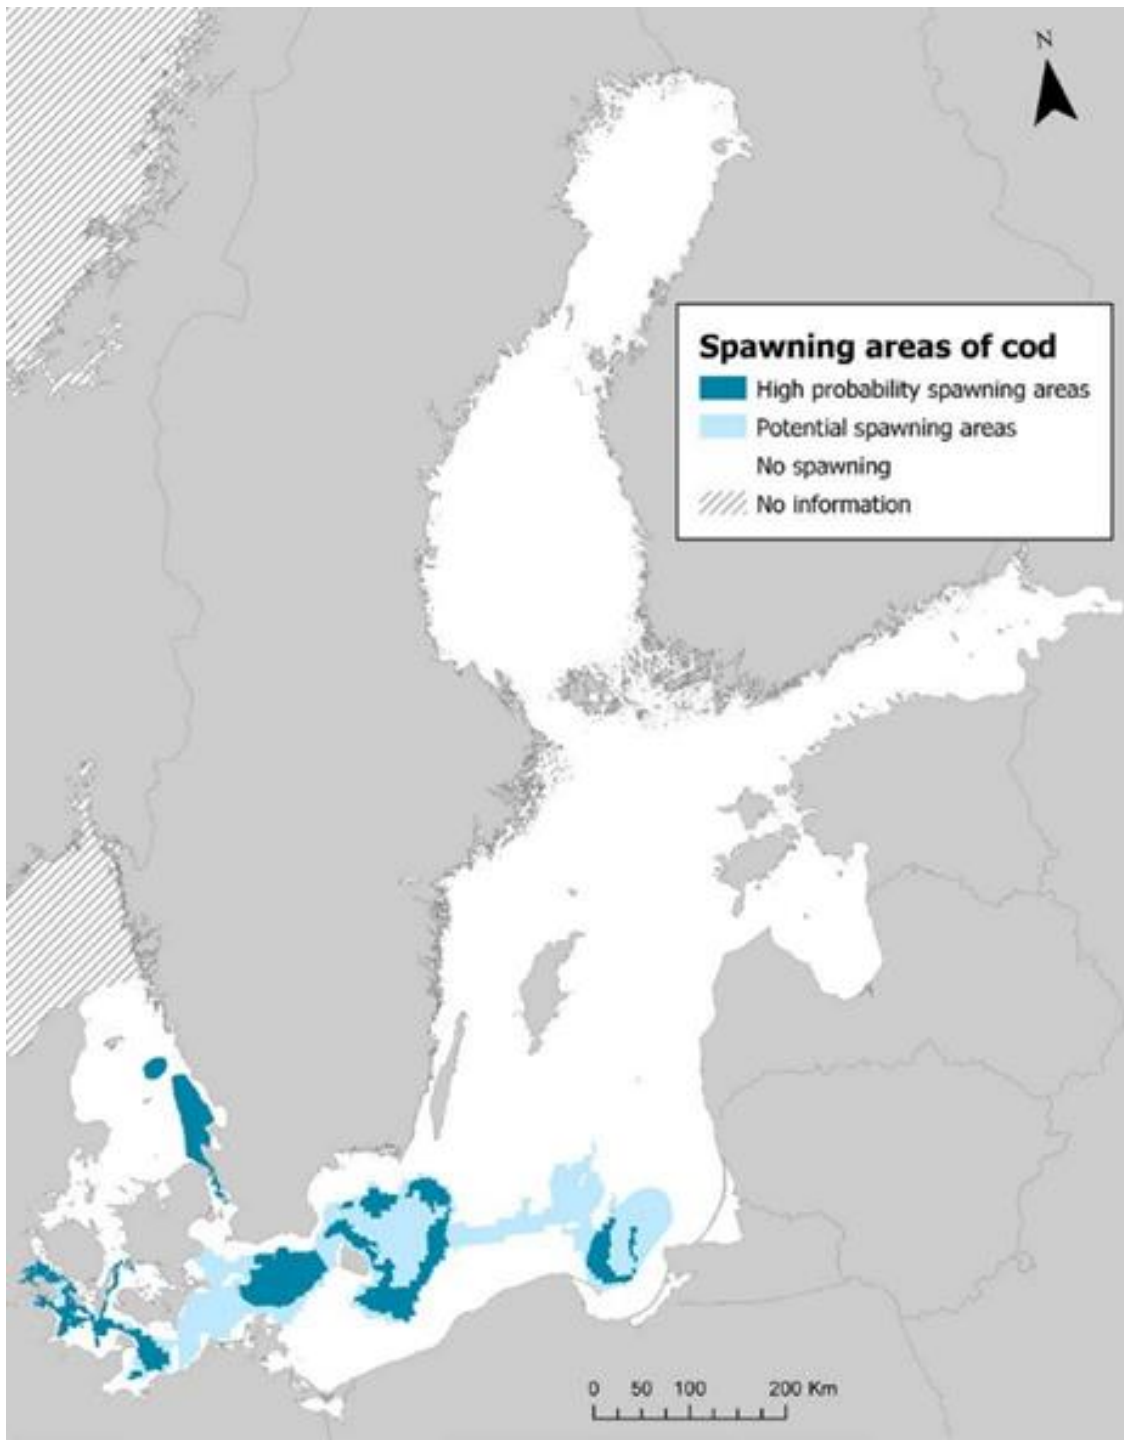 N
Spawning areas of cod
High probability spawning areas
Potential spawning areas
No spawning
No information
0 50 100 200 Km